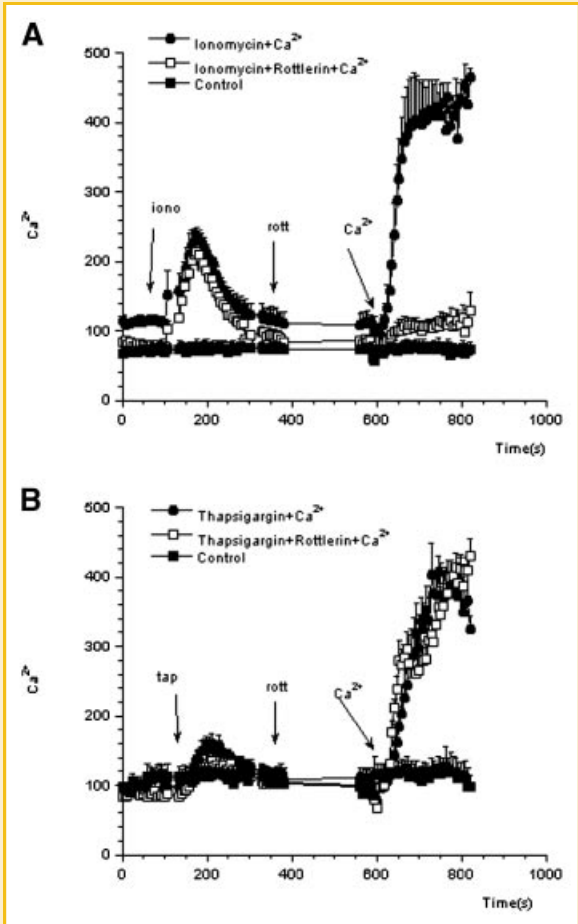 A
500
Ionomycin+Ca²⁺
Ionomycin+Rottlerin+Ca²⁺
Control
400
300
Ca²⁺
iono
rott
Ca²⁺
200
100
0
0 200 400 600 800 1000
Time(s)
B
500
Thapsigargin+Ca²⁺
Thapsigargin+Rottlerin+Ca²⁺
Control
400
300
Ca²⁺
tap
rott
Ca²⁺
200
100
0
0 200 400 600 800 1000
Time(s)